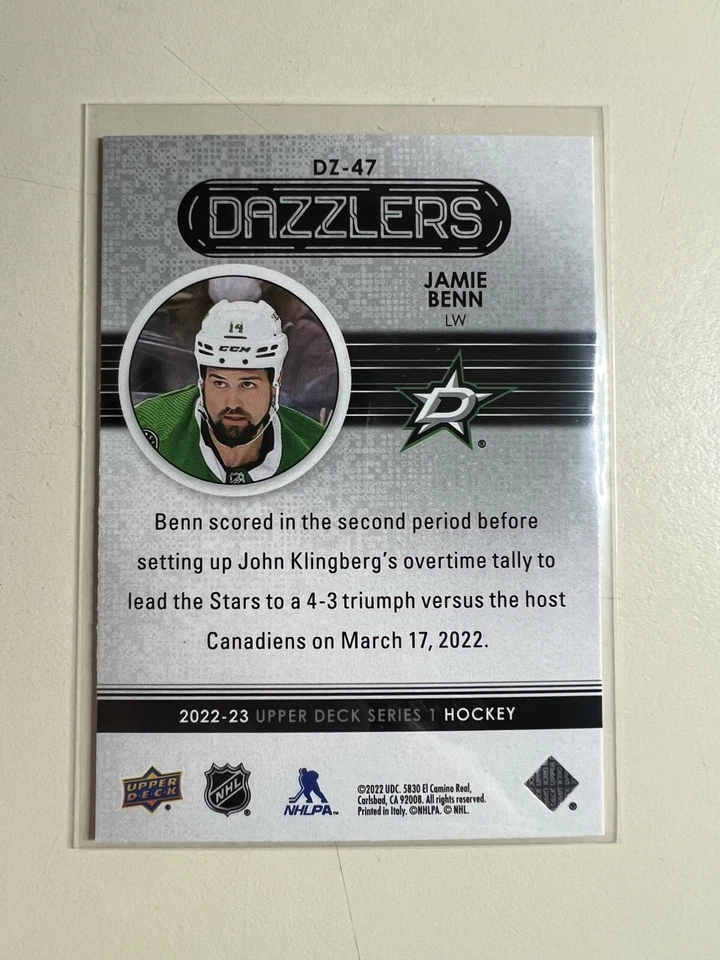 DZ-47
DAZZLERS
JAMIE
BENN
LW
14
CCM
D
®
Benn scored in the second period before
setting up John Klingberg's overtime tally to
lead the Stars to a 4-3 triumph versus the host
Canadiens on March 17, 2022.
2022-23 UPPER DECK SERIES 1 HOCKEY
UPPER
DECK
®
NHL
®
NHLPA™
©2022 UDC. 5830 El Camino Real,
Carlsbad, CA 92008. All rights reserved.
Printed in Italy. ©NHLPA. © NHL.
®